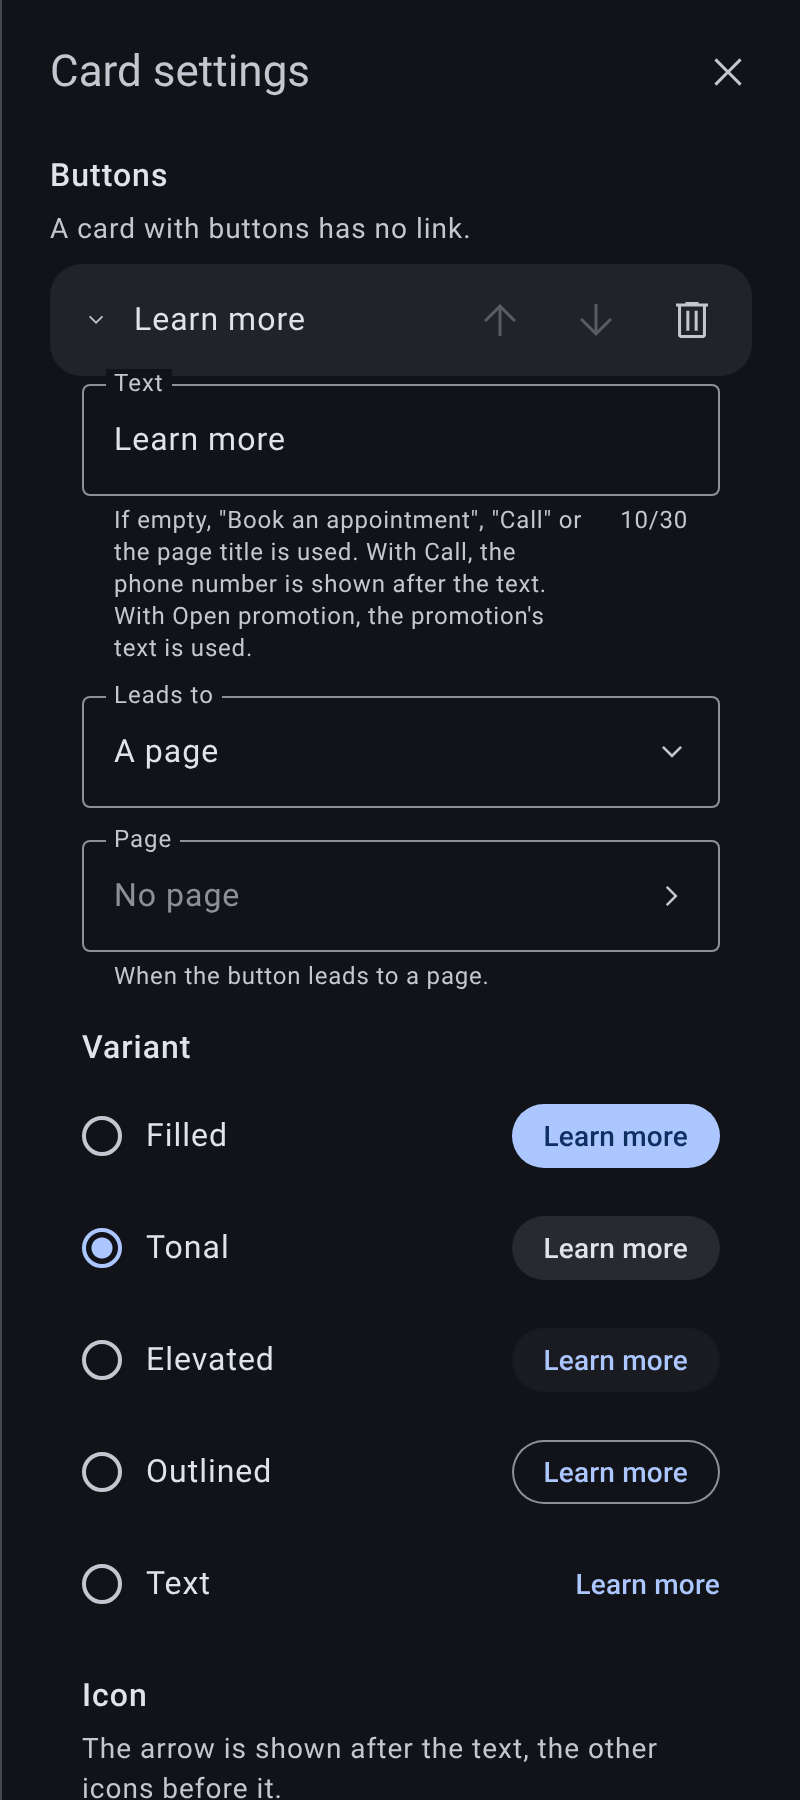 Card settings
Buttons
A card with buttons has no link.
Learn more
Text
Learn more
If empty, "Book an appointment", "Call" or
the page title is used. With Call, the
phone number is shown after the text.
With Open promotion, the promotion's
text is used.
10/30
Leads to
A page
Page
No page
When the button leads to a page.
Variant
Filled
Learn more
Tonal
Learn more
Elevated
Learn more
Outlined
Learn more
Text
Learn more
Icon
The arrow is shown after the text, the other
icons before it.